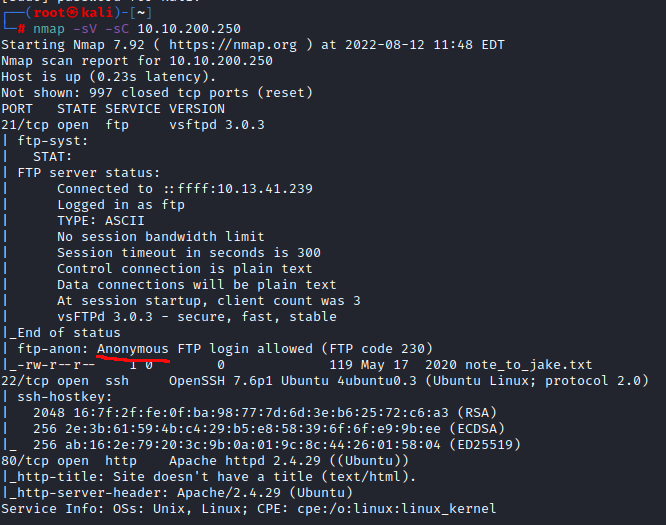 ┌──(root㉿kali)-[~]
└─# nmap -sV -sC 10.10.200.250
Starting Nmap 7.92 ( https://nmap.org ) at 2022-08-12 11:48 EDT
Nmap scan report for 10.10.200.250
Host is up (0.23s latency).
Not shown: 997 closed tcp ports (reset)
PORT   STATE SERVICE VERSION
21/tcp open  ftp     vsftpd 3.0.3
| ftp-syst:
|   STAT:
| FTP server status:
|      Connected to ::ffff:10.13.41.239
|      Logged in as ftp
|      TYPE: ASCII
|      No session bandwidth limit
|      Session timeout in seconds is 300
|      Control connection is plain text
|      Data connections will be plain text
|      At session startup, client count was 3
|      vsFTPd 3.0.3 - secure, fast, stable
|_End of status
| ftp-anon: Anonymous FTP login allowed (FTP code 230)
|_-rw-r--r--    1 0        0             119 May 17  2020 note_to_jake.txt
22/tcp open  ssh     OpenSSH 7.6p1 Ubuntu 4ubuntu0.3 (Ubuntu Linux; protocol 2.0)
| ssh-hostkey:
|   2048 16:7f:2f:fe:0f:ba:98:77:7d:6d:3e:b6:25:72:c6:a3 (RSA)
|   256 2e:3b:61:59:4b:c4:29:b5:e8:58:39:6f:6f:e9:9b:ee (ECDSA)
|_  256 ab:16:2e:79:20:3c:9b:0a:01:9c:8c:44:26:01:58:04 (ED25519)
80/tcp open  http    Apache httpd 2.4.29 ((Ubuntu))
|_http-title: Site doesn't have a title (text/html).
|_http-server-header: Apache/2.4.29 (Ubuntu)
Service Info: OSs: Unix, Linux; CPE: cpe:/o:linux:linux_kernel